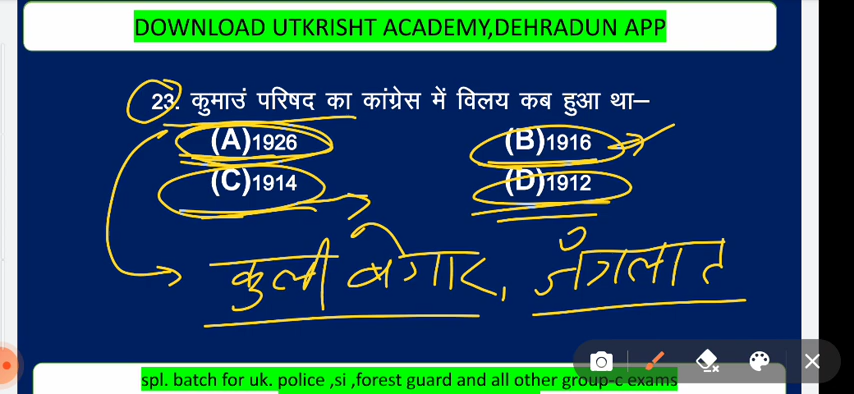 DOWNLOAD UTKRISHT ACADEMY,DEHRADUN APP
23. कुमाउं परिषद का कांग्रेस में विलय कब हुआ था–
(A)1926 (B)1916
(C)1914 (D)1912
कुली बेगार, जंगलात
spl. batch for uk. police ,si ,forest guard and all other group-c exams